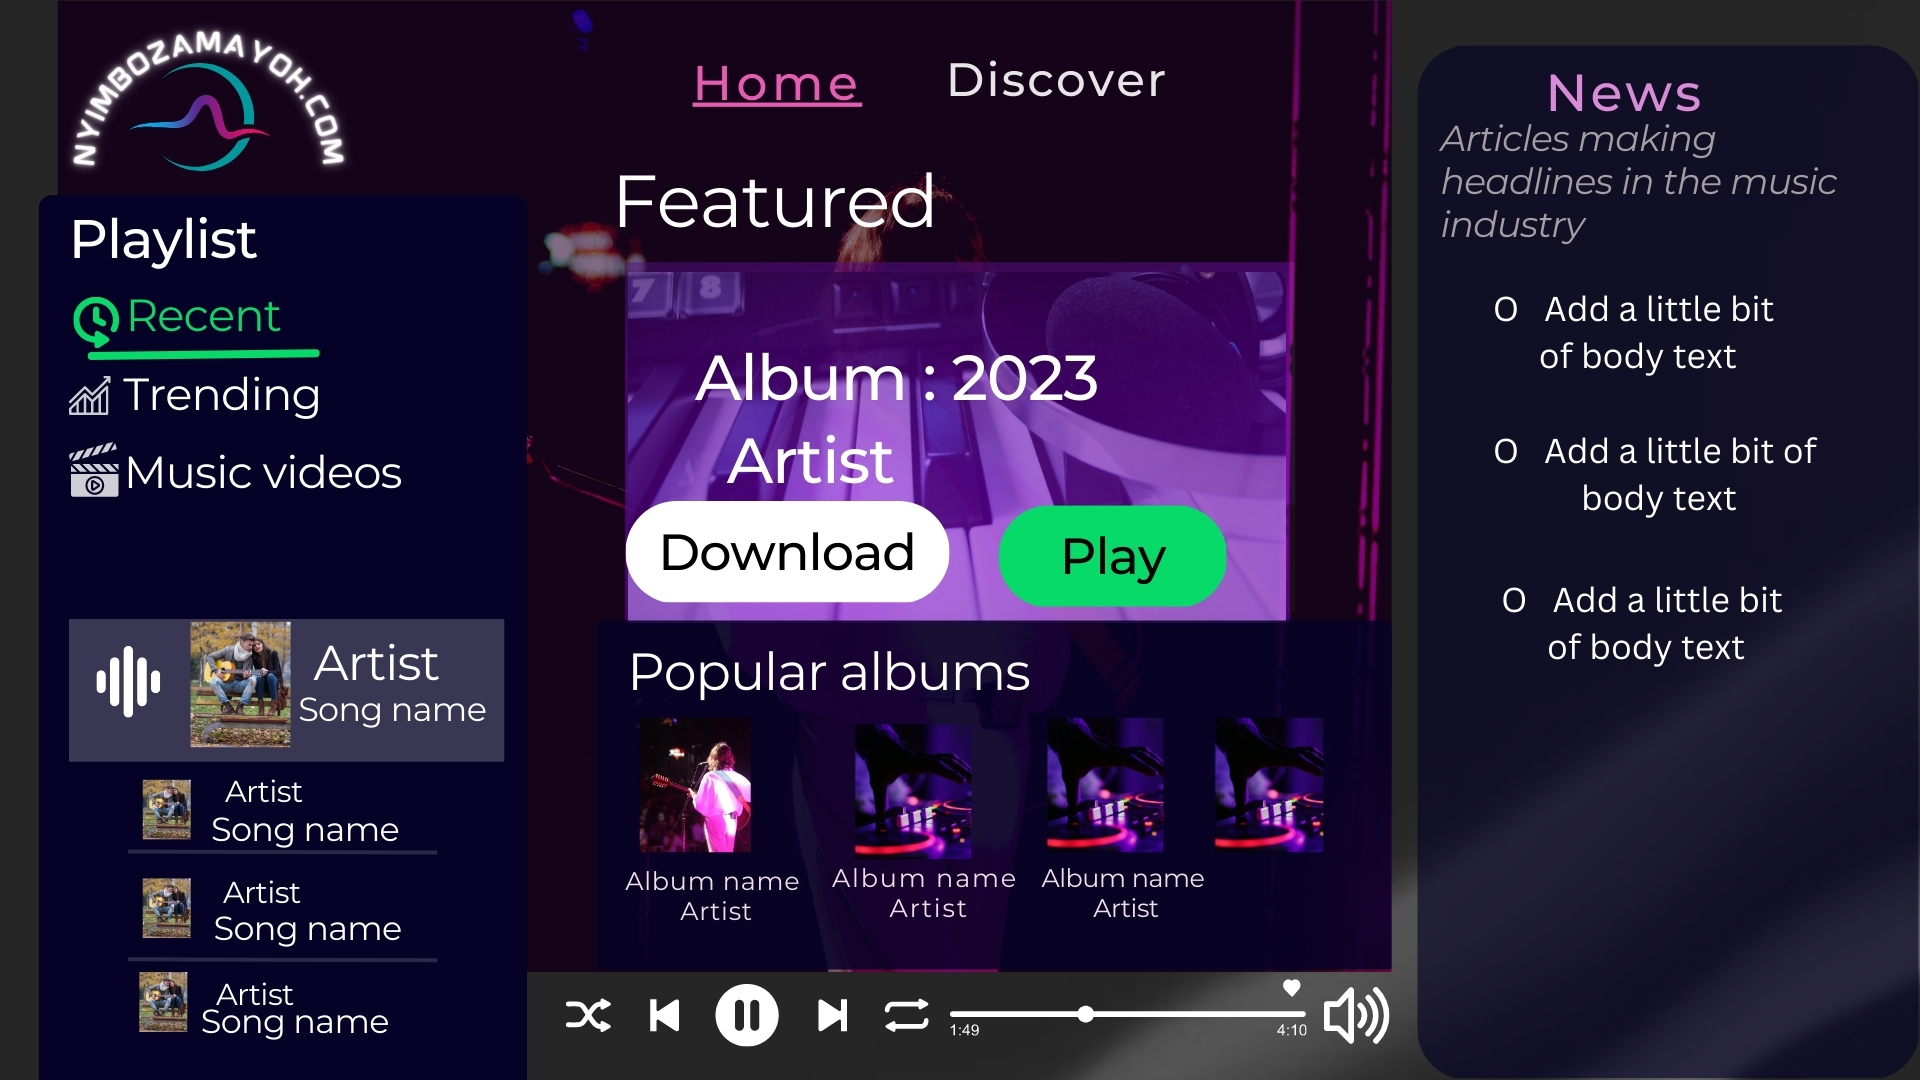 NYIMBOZAMAYOH.COM
Home
Discover
Playlist
Recent
Trending
Music videos
Artist
Song name
Artist
Song name
Artist
Song name
Artist
Song name
Featured
7 8
Album : 2023
Artist
Download
Play
Popular albums
Album name
Artist
Album name
Artist
Album name
Artist
1:49
4:10
News
Articles making
headlines in the music
industry
O Add a little bit
of body text
O Add a little bit of
body text
O Add a little bit
of body text